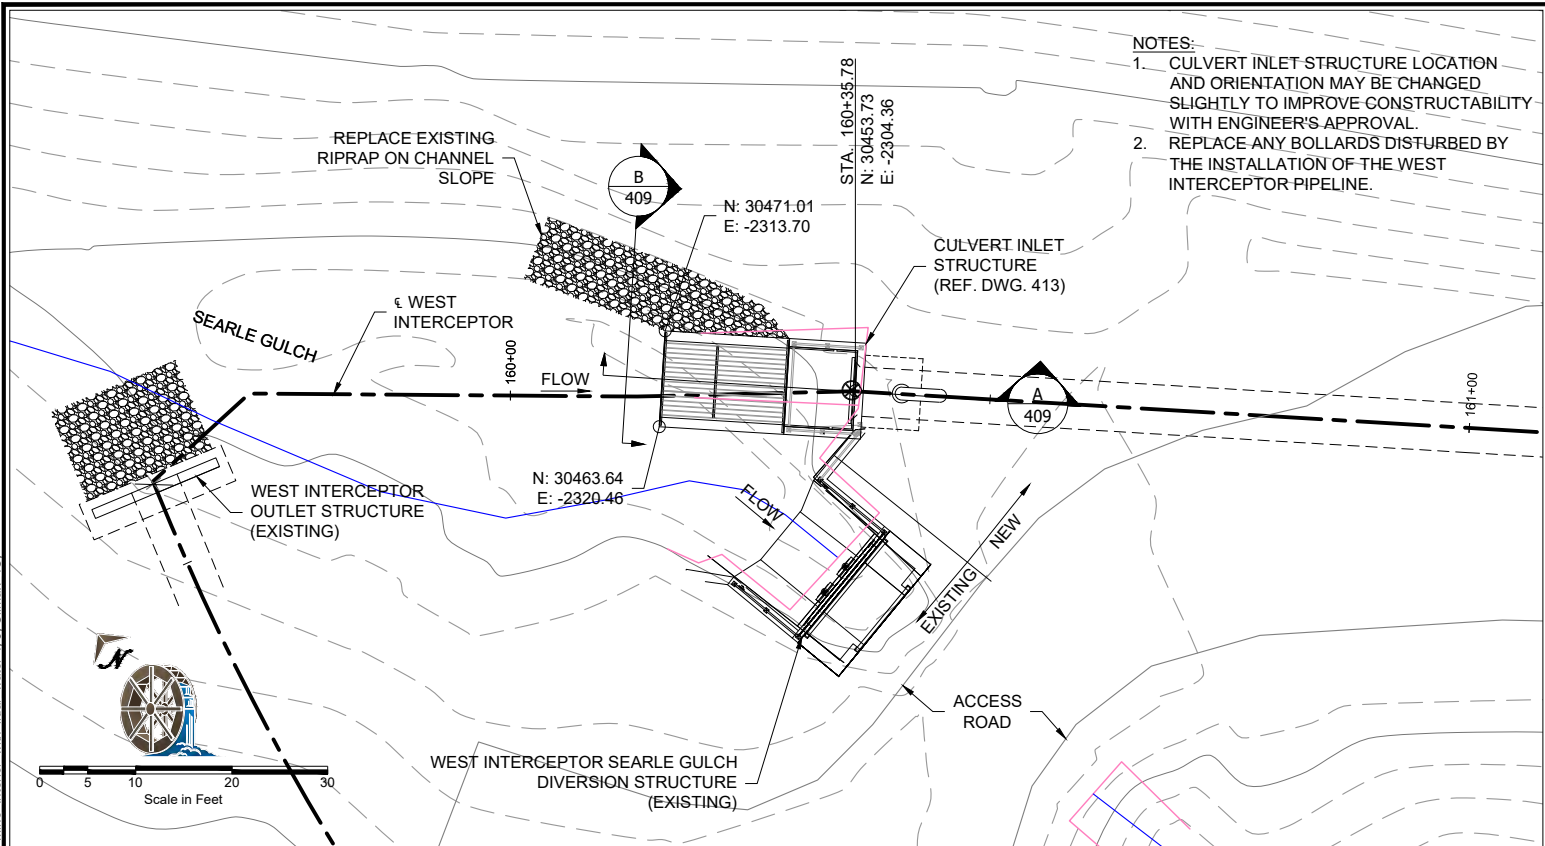 NOTES:
1. CULVERT INLET STRUCTURE LOCATION
AND ORIENTATION MAY BE CHANGED
SLIGHTLY TO IMPROVE CONSTRUCTABILITY
WITH ENGINEER'S APPROVAL.
2. REPLACE ANY BOLLARDS DISTURBED BY
THE INSTALLATION OF THE WEST
INTERCEPTOR PIPELINE.
STA. 160+35.78
N: 30453.73
E: -2304.36
REPLACE EXISTING
RIPRAP ON CHANNEL
SLOPE
B
409
N: 30471.01
E: -2313.70
CULVERT INLET
STRUCTURE
(REF. DWG. 413)
℄ WEST
INTERCEPTOR
SEARLE GULCH
160+00
FLOW
A
409
161+00
N: 30463.64
E: -2320.46
WEST INTERCEPTOR
OUTLET STRUCTURE
(EXISTING)
FLOW
NEW
EXISTING
N
ACCESS
ROAD
WEST INTERCEPTOR SEARLE GULCH
DIVERSION STRUCTURE
(EXISTING)
0 5 10 20 30
Scale in Feet